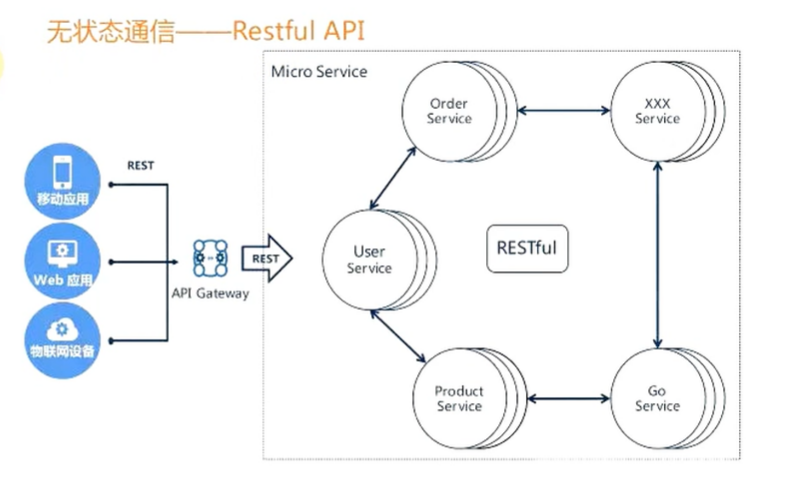 无状态通信——Restful API
Micro Service
Order
Service
XXX
Service
REST
移动应用
User
Service
RESTful
REST
Web 应用
API Gateway
物联网设备
Product
Service
Go
Service